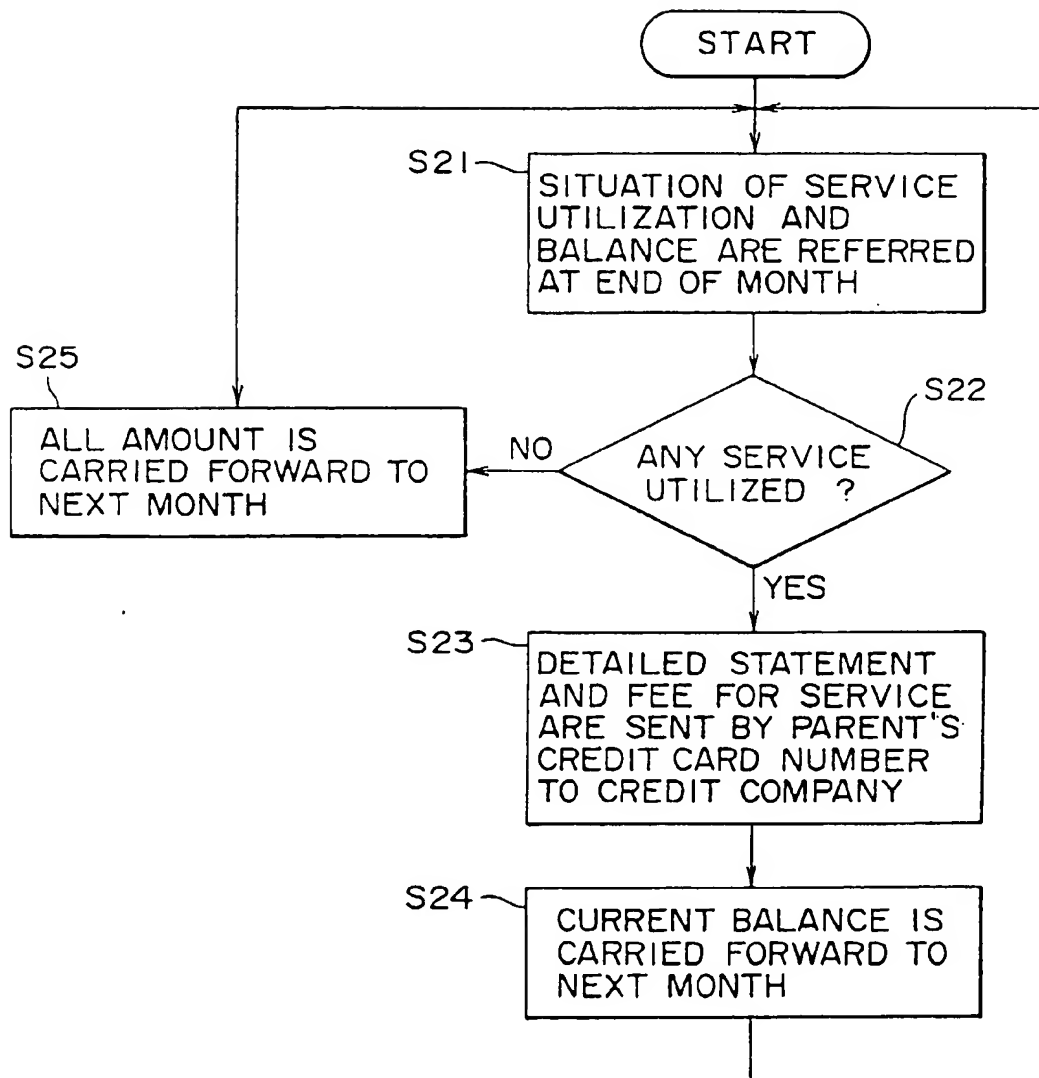 START
S21
SITUATION OF SERVICE
UTILIZATION AND
BALANCE ARE REFERRED
AT END OF MONTH
S25
ALL AMOUNT IS
CARRIED FORWARD TO
NEXT MONTH
NO
S22
ANY SERVICE
UTILIZED ?
YES
S23
DETAILED STATEMENT
AND FEE FOR SERVICE
ARE SENT BY PARENT'S
CREDIT CARD NUMBER
TO CREDIT COMPANY
S24
CURRENT BALANCE IS
CARRIED FORWARD TO
NEXT MONTH